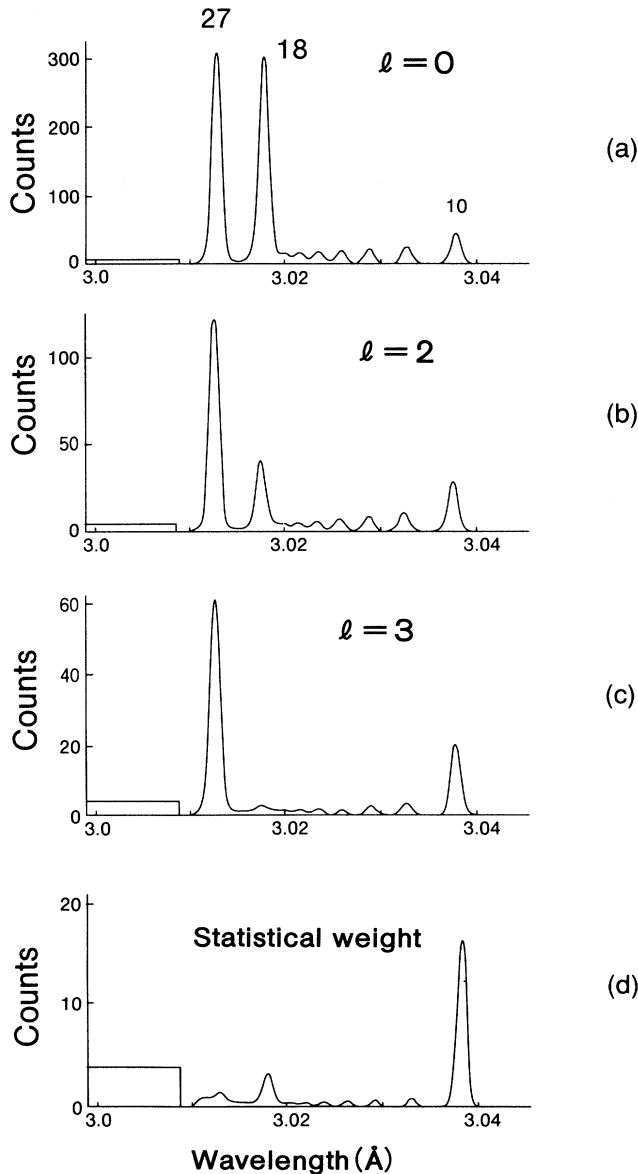 27
18
ℓ = 0
300
200
100
0
Counts
10
3.0
3.02
3.04
(a)
ℓ = 2
100
50
0
Counts
3.0
3.02
3.04
(b)
ℓ = 3
60
40
20
0
Counts
3.0
3.02
3.04
(c)
Statistical weight
20
10
0
Counts
3.0
3.02
3.04
(d)
Wavelength (Å)